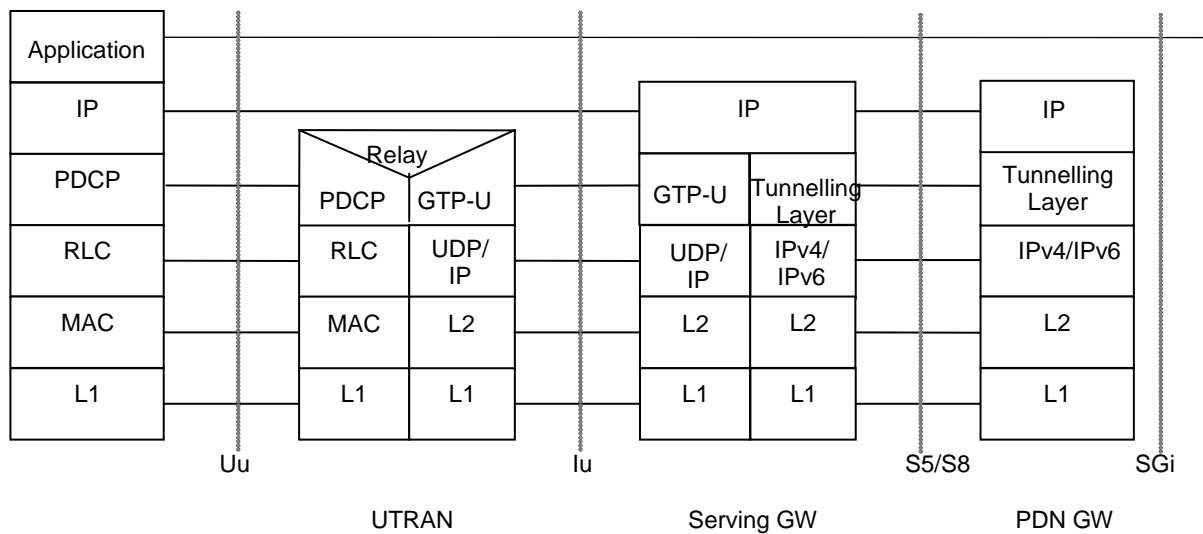 Application
IP IP IP
Relay
PDCP PDCP GTP-U GTP-U Tunnelling Layer Tunnelling Layer
RLC RLC UDP/ IP UDP/ IP IPv4/ IPv6 IPv4/IPv6
MAC MAC L2 L2 L2 L2
L1 L1 L1 L1 L1 L1
Uu Iu S5/S8 SGi
UTRAN Serving GW PDN GW